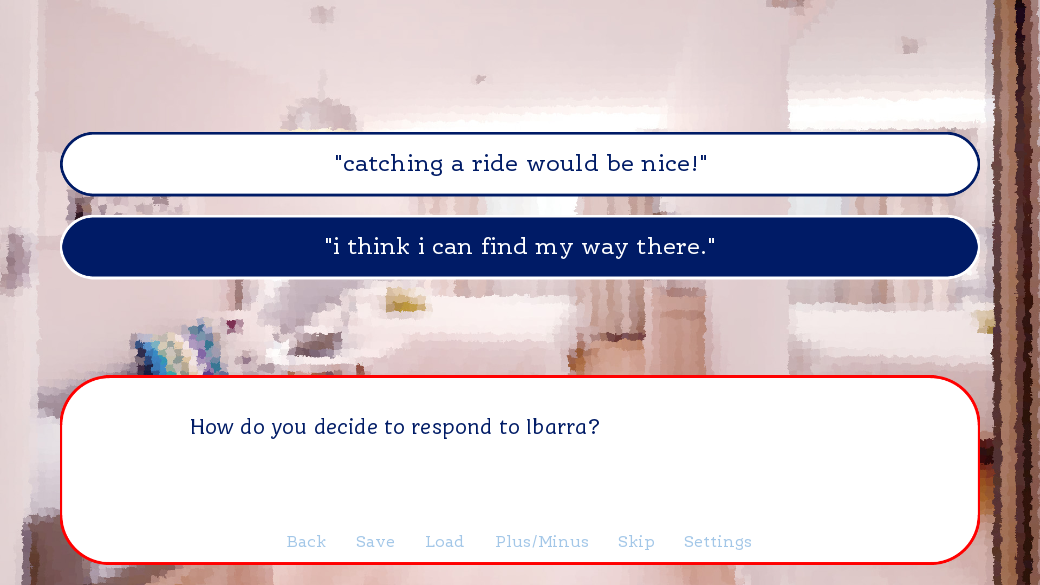 "catching a ride would be nice!"
"i think i can find my way there."
How do you decide to respond to Ibarra?
Back Save Load Plus/Minus Skip Settings